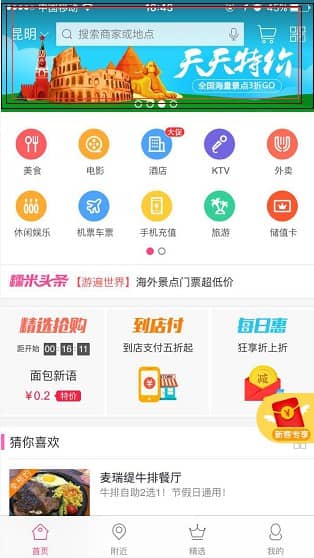 中国移动 16:43 45%
昆明 搜索商家或地点
天天特价
全国海量景点3折GO
美食 电影 酒店 大促 KTV 外卖
休闲娱乐 机票车票 手机充值 旅游 储值卡
糯米头条 【游遍世界】海外景点门票超低价
精选抢购 到店付 每日惠
距开始 00:16:11 到店支付五折起 狂享折上折
面包新语
¥0.2 特价
减
新客专享
猜你喜欢
麦瑞缇牛排餐厅
牛排自助2选1！节假日通用！
首页 附近 精选 我的